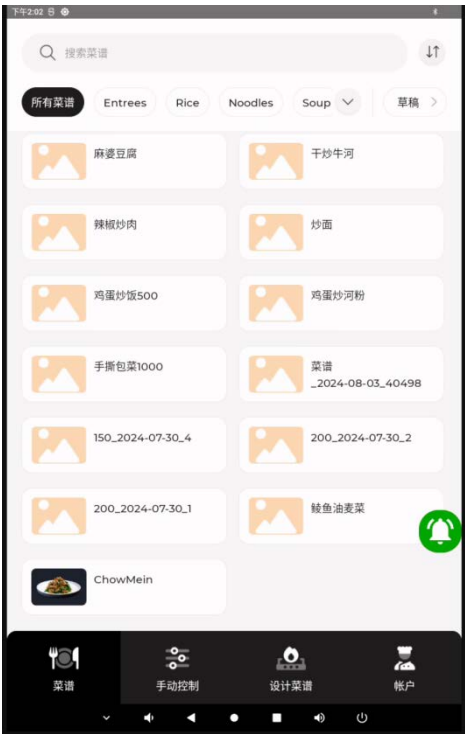 下午2:02
搜索菜谱
所有菜谱 Entrees Rice Noodles Soup 草稿
麻婆豆腐 干炒牛河
辣椒炒肉 炒面
鸡蛋炒饭500 鸡蛋炒河粉
手撕包菜1000 菜谱
_2024-08-03_40498
150_2024-07-30_4 200_2024-07-30_2
200_2024-07-30_1 鲮鱼油麦菜
ChowMein
菜谱 手动控制 设计菜谱 帐户